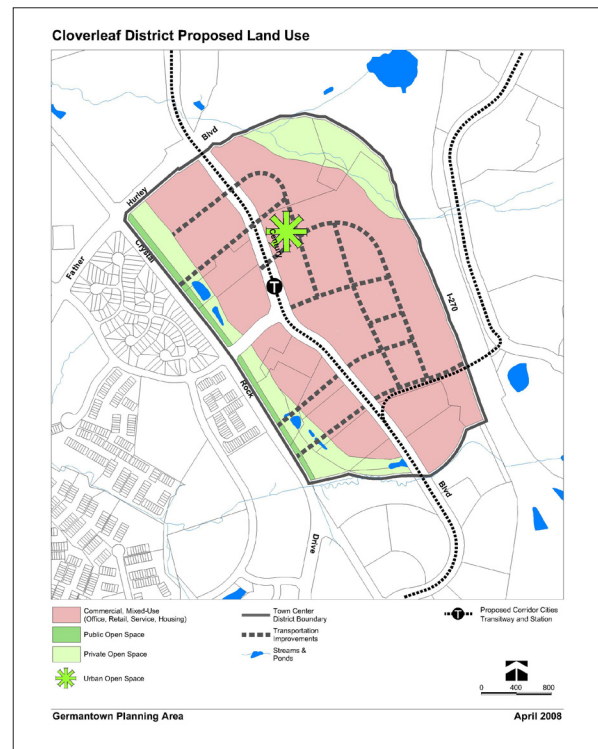 Cloverleaf District Proposed Land Use
Blvd
Hurley
Father
Crystal
Century
T
I-270
Rock
Blvd
Drive
Commercial, Mixed-Use
(Office, Retail, Service, Housing)
Public Open Space
Private Open Space
Urban Open Space
Town Center
District Boundary
Transportation
Improvements
Streams &
Ponds
T
Proposed Corridor Cities
Transitway and Station
0 400 800
Germantown Planning Area
April 2008